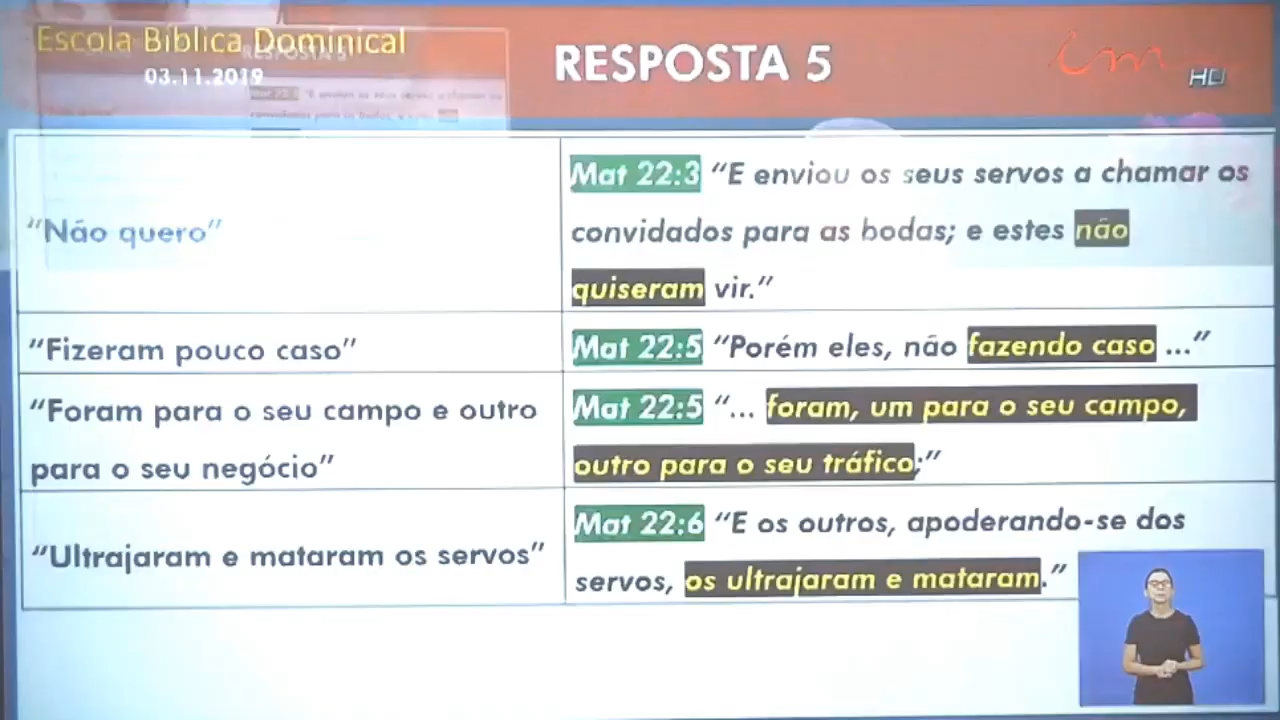 Escola Bíblica Dominical
03.11.2019
RESPOSTA 5
im
HD
"Não quero"
Mat 22:3 "E enviou os seus servos a chamar os
convidados para as bodas; e estes não
quiseram vir."
"Fizeram pouco caso"
Mat 22:5 "Porém eles, não fazendo caso ..."
"Foram para o seu campo e outro
para o seu negócio"
Mat 22:5 "... foram, um para o seu campo,
outro para o seu tráfico;"
"Ultrajaram e mataram os servos"
Mat 22:6 "E os outros, apoderando-se dos
servos, os ultrajaram e mataram."